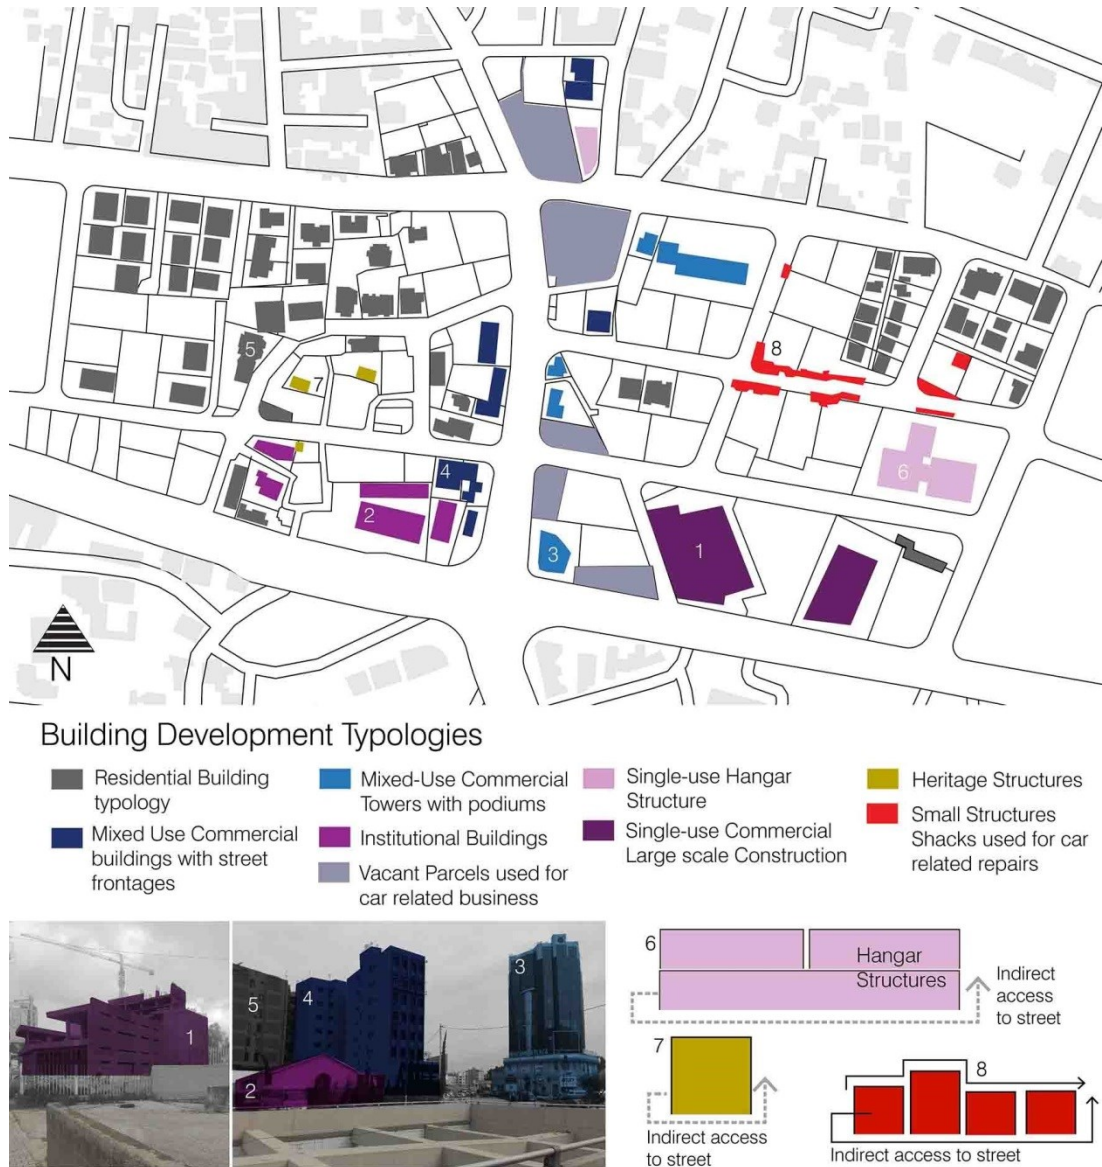 8
5
7
6
4
2
3
1
N
Building Development Typologies
Residential Building
typology
Mixed Use Commercial
buildings with street
frontages
Mixed-Use Commercial
Towers with podiums
Institutional Buildings
Vacant Parcels used for
car related business
Single-use Hangar
Structure
Single-use Commercial
Large scale Construction
Heritage Structures
Small Structures
Shacks used for car
related repairs
1
5
4
3
2
6
Hangar
Structures
Indirect
access
to street
7
Indirect access
to street
8
Indirect access to street